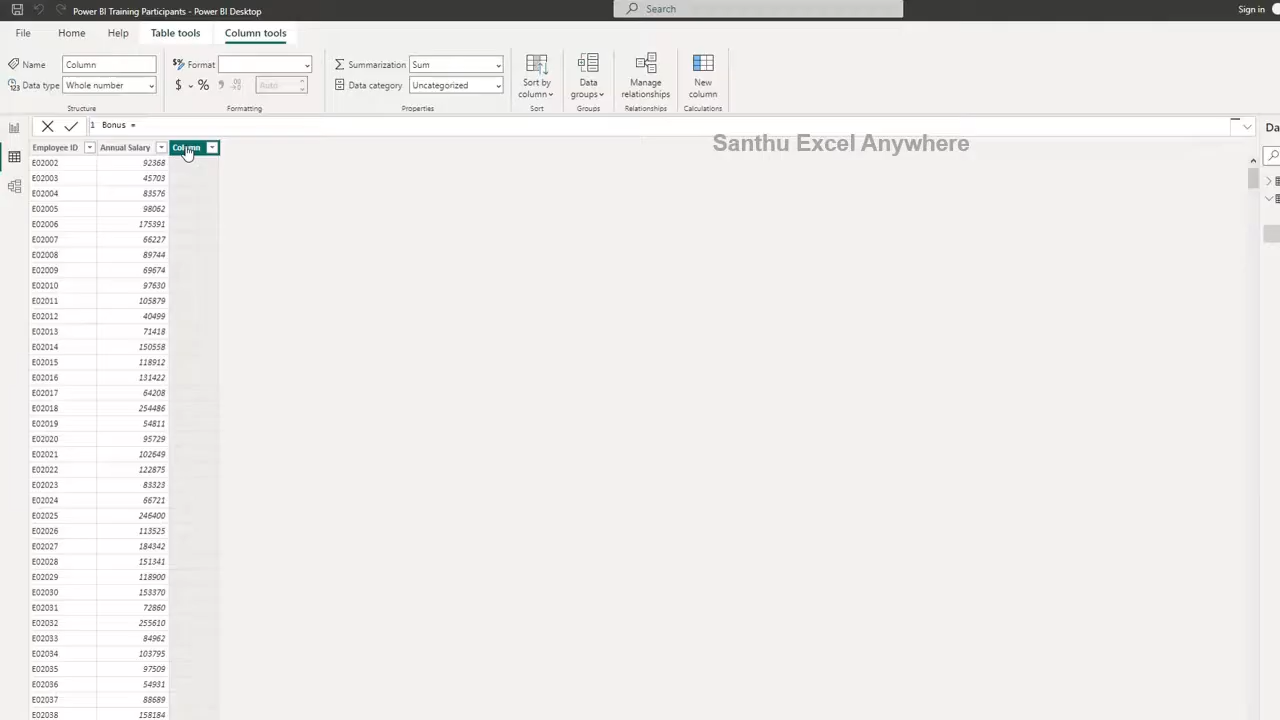 Power BI Training Participants - Power BI Desktop
Search
Sign in
File Home Help Table tools Column tools
Name Column Format Summarization Sum
Data type Whole number $ % 9 Auto Data category Uncategorized
Sort by column
Data groups
Manage relationships
New column
Structure Formatting Properties Sort Groups Relationships Calculations
1 Bonus =
Da
Santhu Excel Anywhere
Employee ID Annual Salary Column
E02002 92368
E02003 45703
E02004 83576
E02005 98062
E02006 175391
E02007 66227
E02008 89744
E02009 69674
E02010 97630
E02011 105879
E02012 40499
E02013 71418
E02014 150558
E02015 118912
E02016 131422
E02017 64208
E02018 254486
E02019 54811
E02020 95729
E02021 102649
E02022 122875
E02023 83323
E02024 66721
E02025 246400
E02026 113525
E02027 184342
E02028 151341
E02029 118900
E02030 153370
E02031 72860
E02032 255610
E02033 84962
E02034 103795
E02035 97509
E02036 54931
E02037 88689
E02038 158184